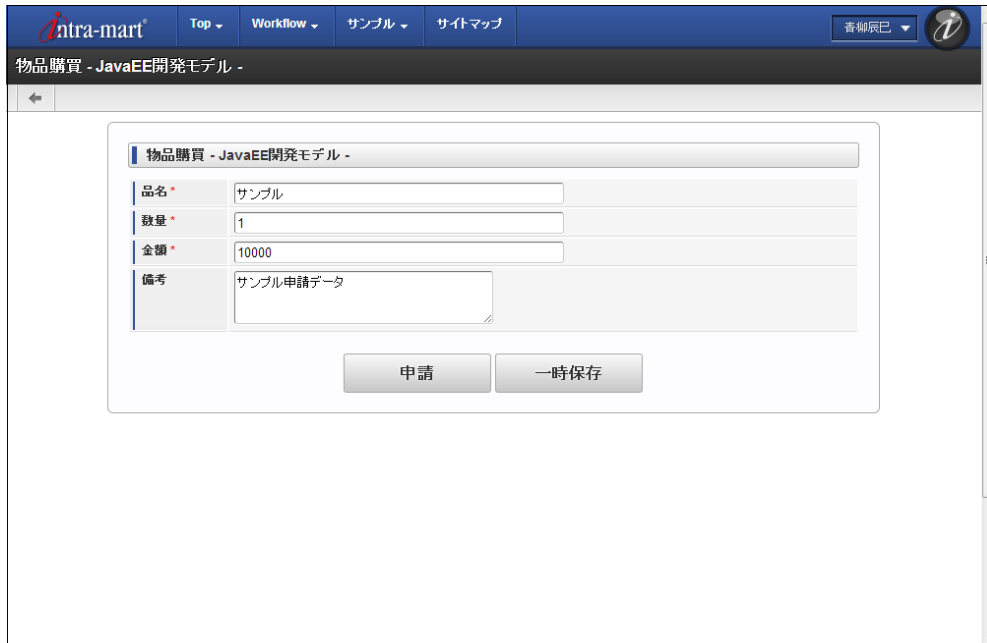 intra-mart Top Workflow サンプル サイトマップ 青柳辰巳
物品購買 - JavaEE開発モデル -
物品購買 - JavaEE開発モデル -
品名* サンプル
数量* 1
金額* 10000
備考 サンプル申請データ
申請 一時保存